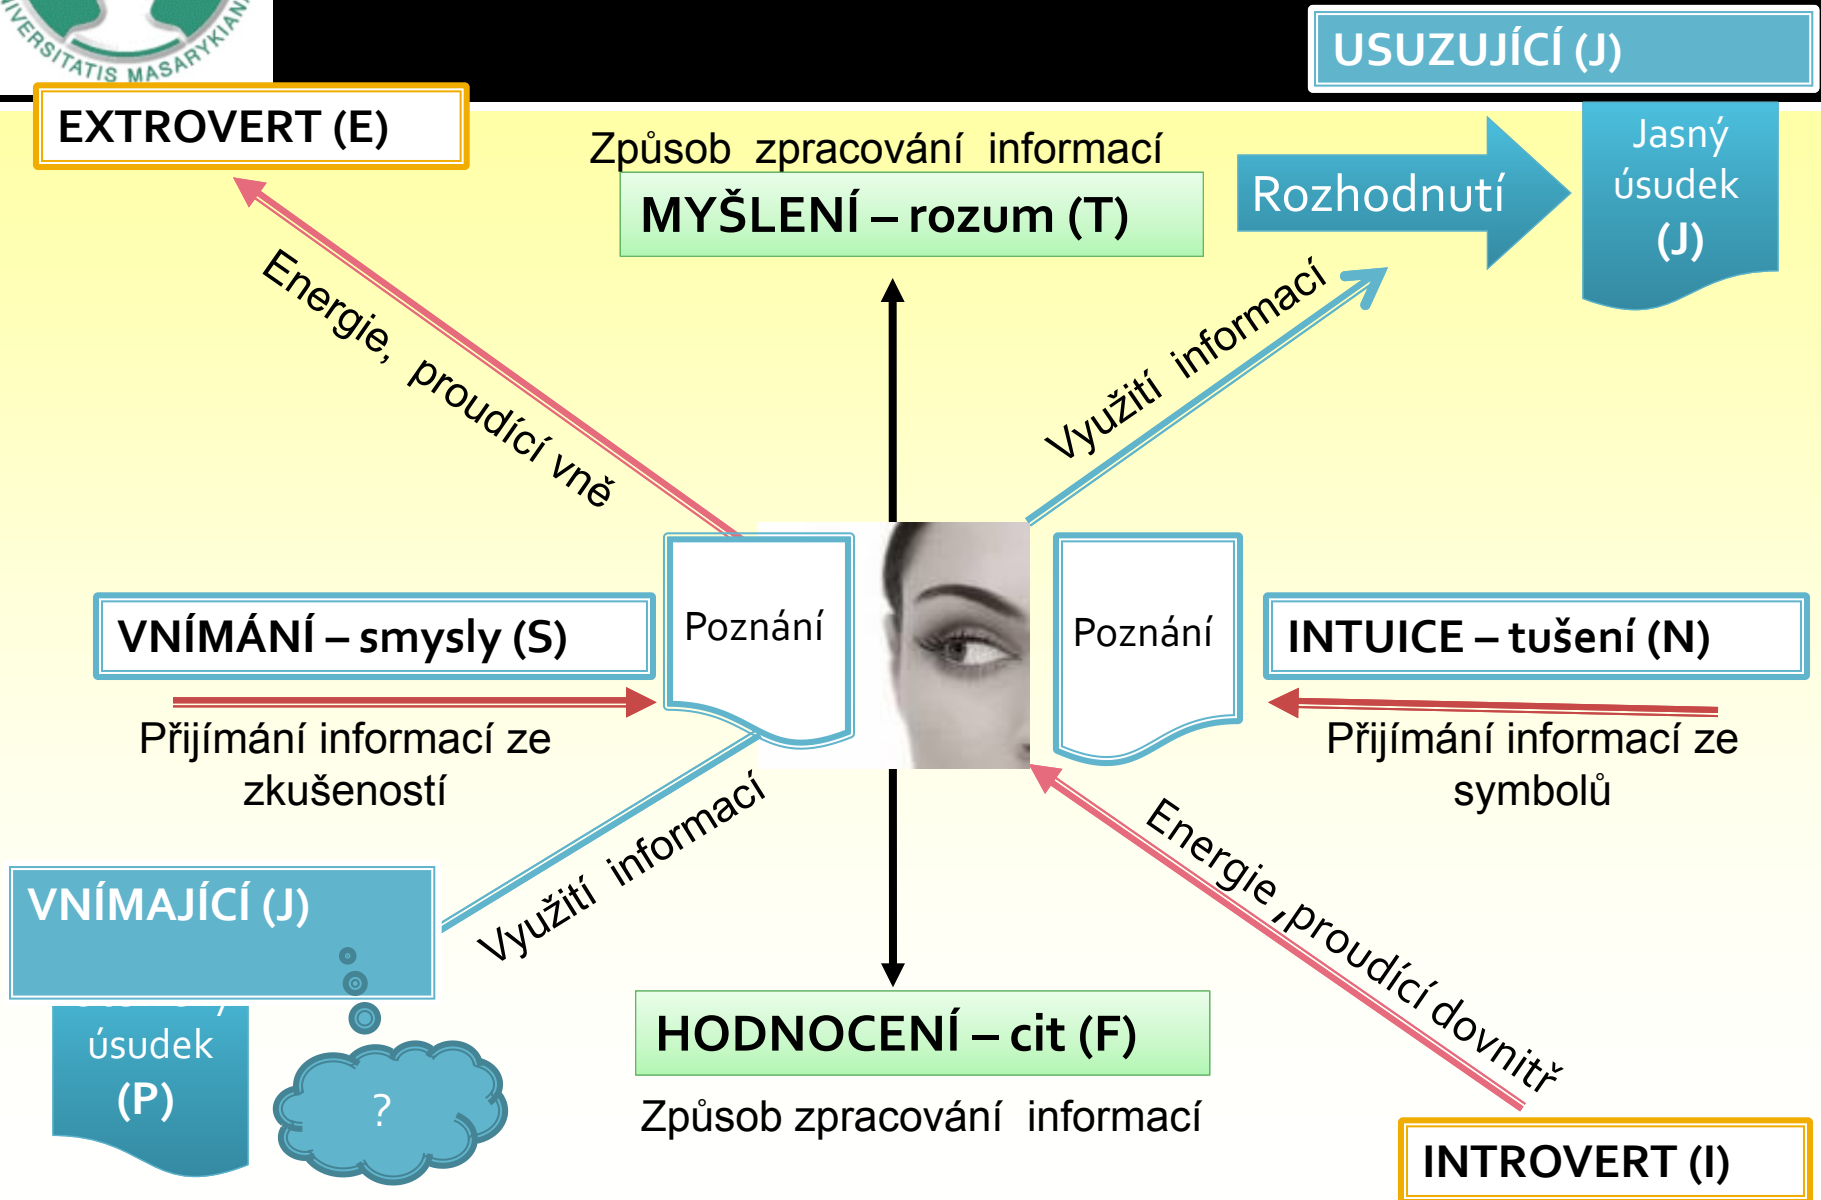 UNIVERSITATIS MASARYKIANA
USUZUJÍCÍ (J)
EXTROVERT (E)
Způsob zpracování informací
MYŠLENÍ – rozum (T)
Rozhodnutí
Jasný
úsudek
(J)
Energie, proudící vně
Využití informací
Poznání
Poznání
VNÍMÁNÍ – smysly (S)
INTUICE – tušení (N)
Přijímání informací ze
zkušeností
Přijímání informací ze
symbolů
Využití informací
Energie ,proudící dovnitř
VNÍMAJÍCÍ (J)
úsudek
(P)
?
HODNOCENÍ – cit (F)
Způsob zpracování informací
INTROVERT (I)